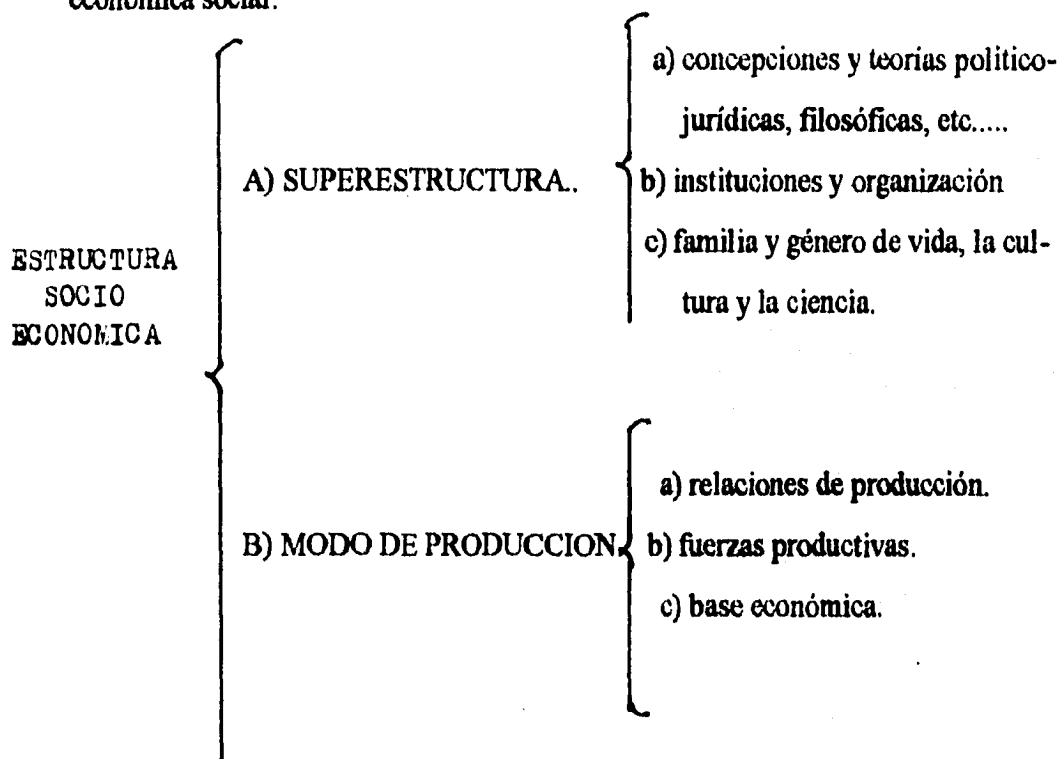 económica social.
a) concepciones y teorías politico-
jurídicas, filosóficas, etc.....
A) SUPERESTRUCTURA..
b) instituciones y organización
c) familia y género de vida, la cul-
tura y la ciencia.
ESTRUCTURA
SOCIO
ECONOMICA
a) relaciones de producción.
B) MODO DE PRODUCCION.
b) fuerzas productivas.
c) base económica.